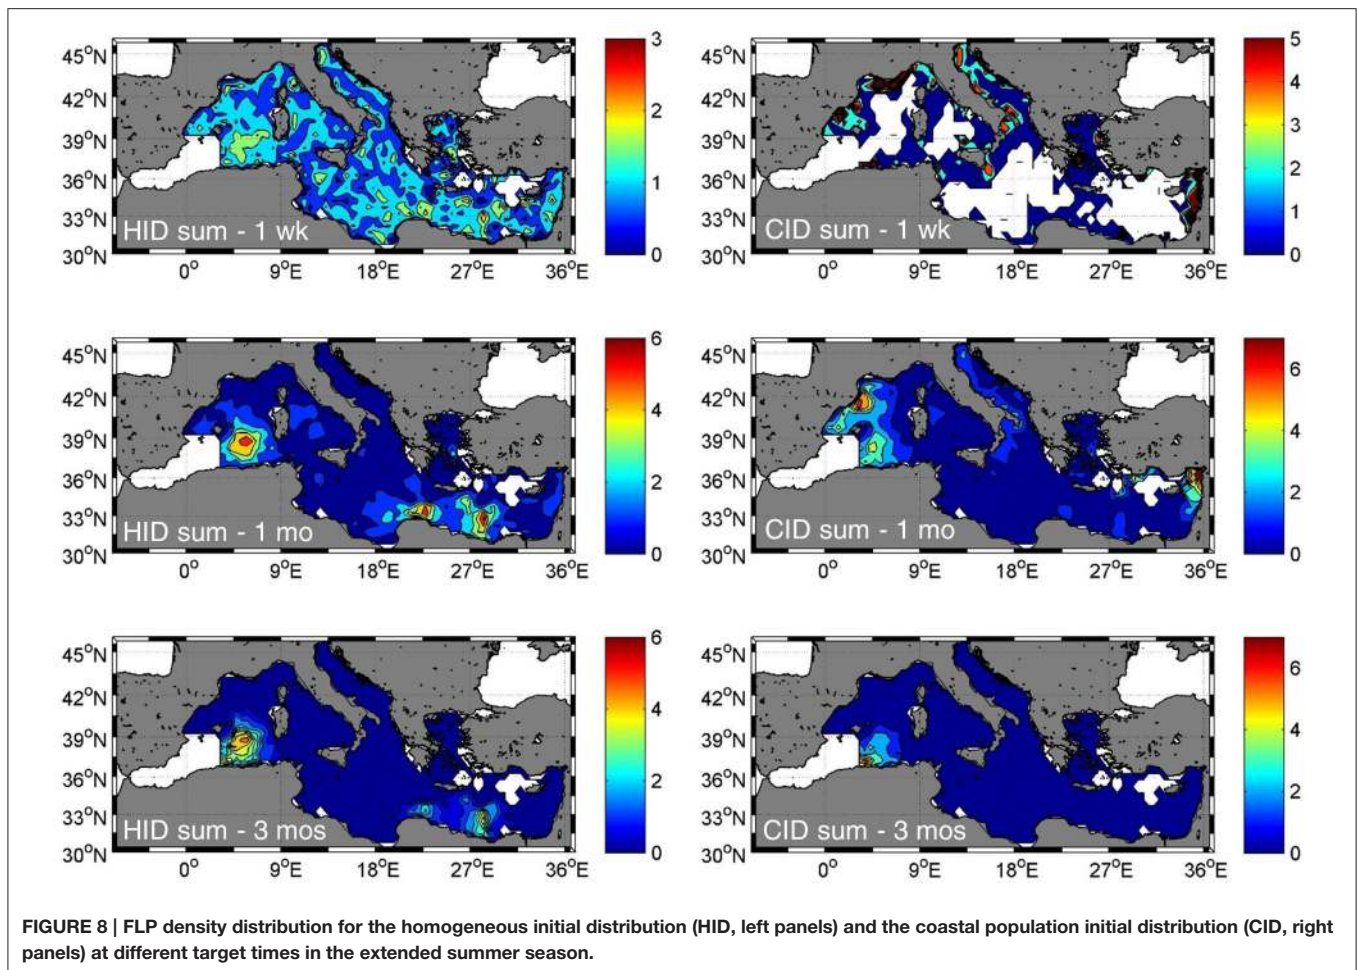 45°N
42°N
39°N
36°N
33°N
30°N
0°
9°E
18°E
27°E
36°E
HID sum - 1 wk
3
2
1
0
45°N
42°N
39°N
36°N
33°N
30°N
0°
9°E
18°E
27°E
36°E
CID sum - 1 wk
5
4
3
2
1
0
45°N
42°N
39°N
36°N
33°N
30°N
0°
9°E
18°E
27°E
36°E
HID sum - 1 mo
6
4
2
0
45°N
42°N
39°N
36°N
33°N
30°N
0°
9°E
18°E
27°E
36°E
CID sum - 1 mo
6
4
2
0
45°N
42°N
39°N
36°N
33°N
30°N
0°
9°E
18°E
27°E
36°E
HID sum - 3 mos
6
4
2
0
45°N
42°N
39°N
36°N
33°N
30°N
0°
9°E
18°E
27°E
36°E
CID sum - 3 mos
6
4
2
0
FIGURE 8 | FLP density distribution for the homogeneous initial distribution (HID, left panels) and the coastal population initial distribution (CID, right
panels) at different target times in the extended summer season.